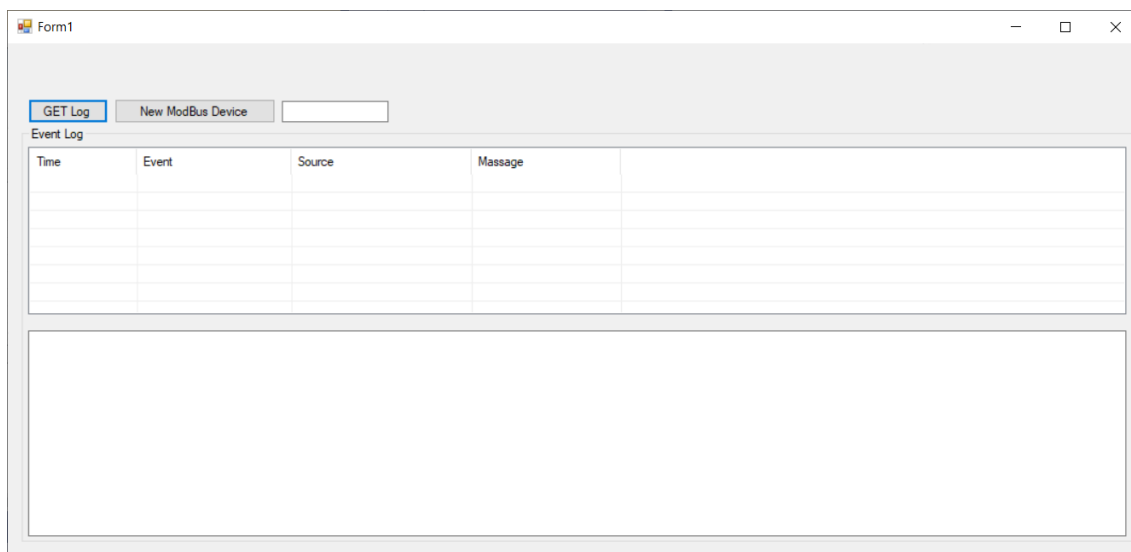 Form1
GET Log New ModBus Device
Event Log
Time Event Source Massage